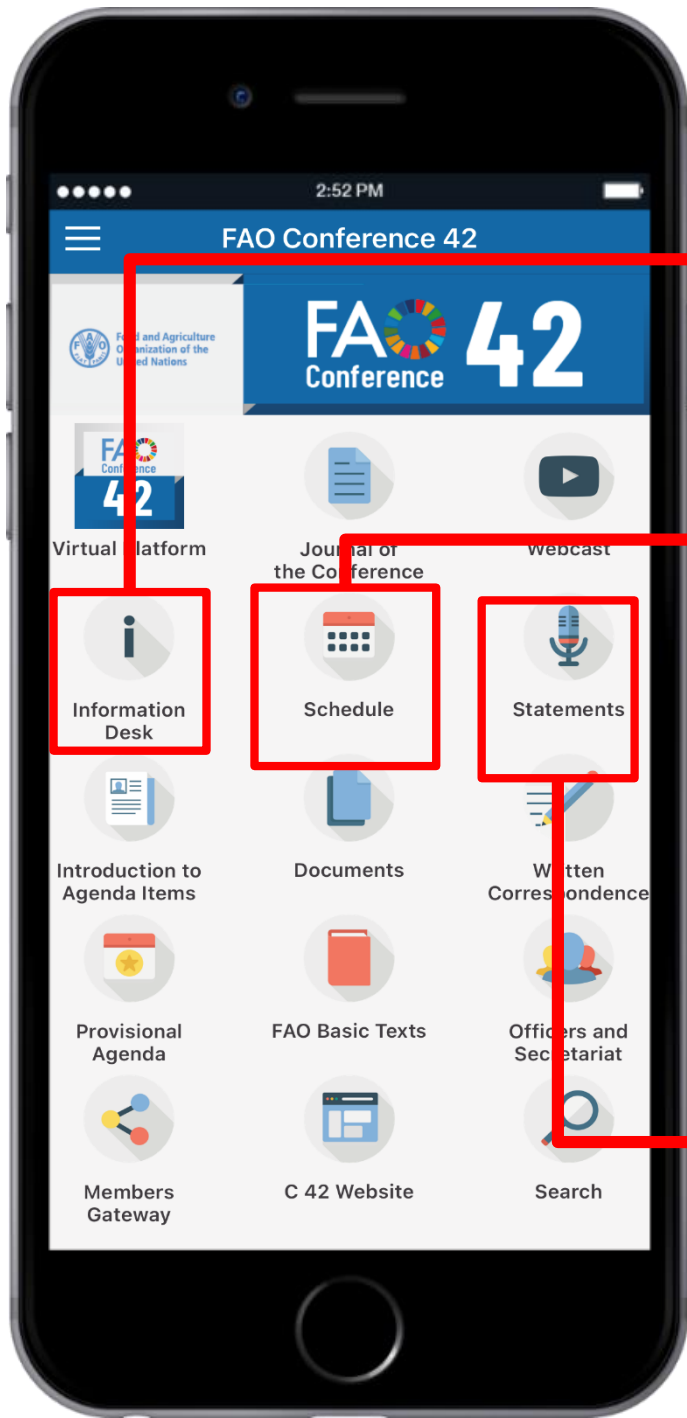 2:52 PM
FAO Conference 42
Food and Agriculture
Organization of the
United Nations
FAO
Conference
42
FAO
Conference
42
Virtual Platform
Journal of
the Conference
Webcast
Information
Desk
Schedule
Statements
Introduction to
Agenda Items
Documents
Written
Correspondence
Provisional
Agenda
FAO Basic Texts
Officers and
Secretariat
Members
Gateway
C 42 Website
Search